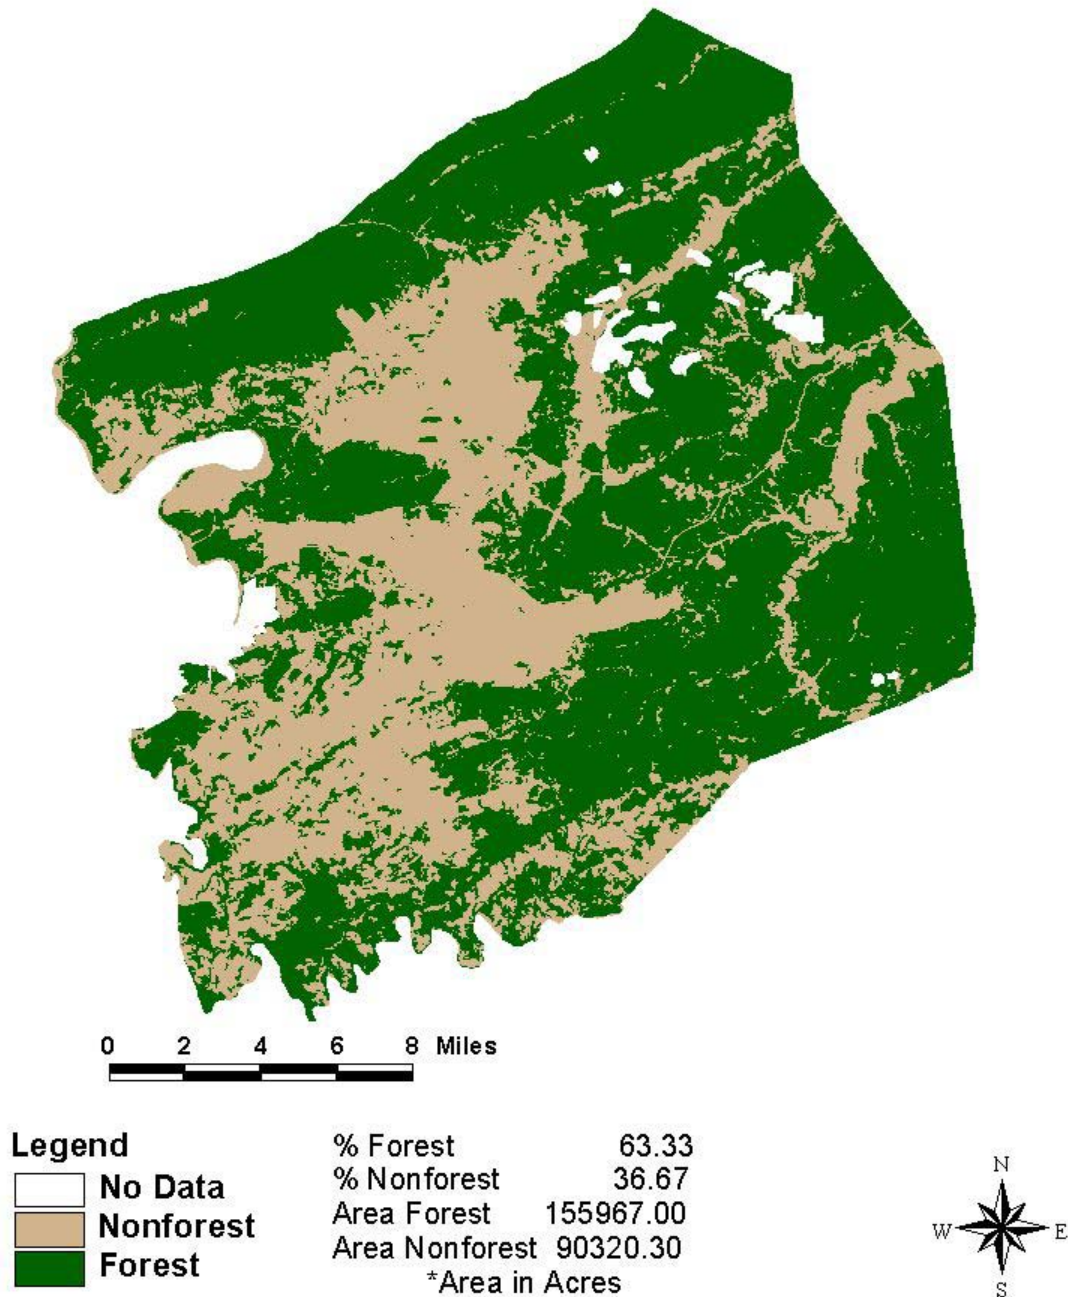 0 2 4 6 8 Miles
Legend
No Data
Nonforest
Forest
% Forest 63.33
% Nonforest 36.67
Area Forest 155967.00
Area Nonforest 90320.30
*Area in Acres
N
W E
S